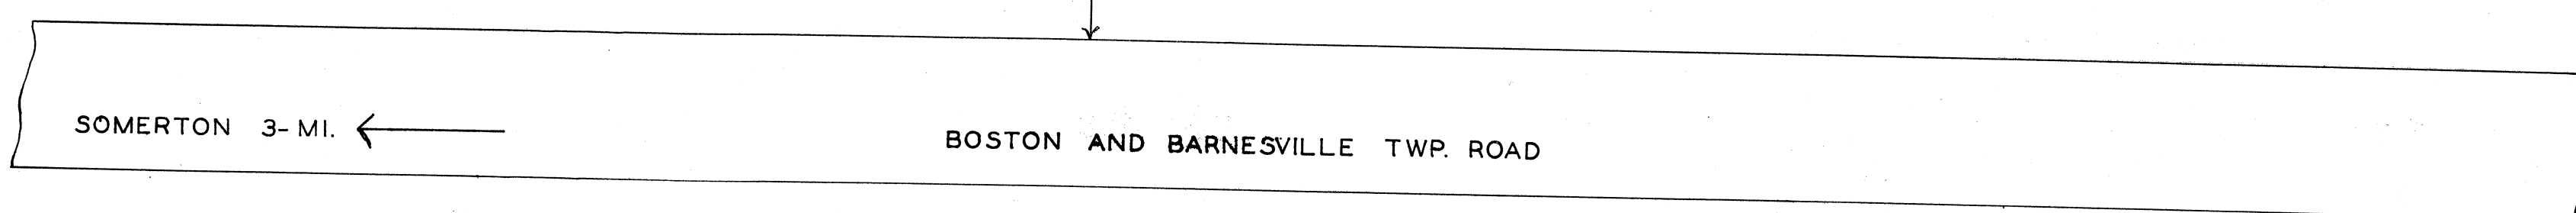 SOMERTON 3-MI.
BOSTON AND BARNESVILLE TWP. ROAD